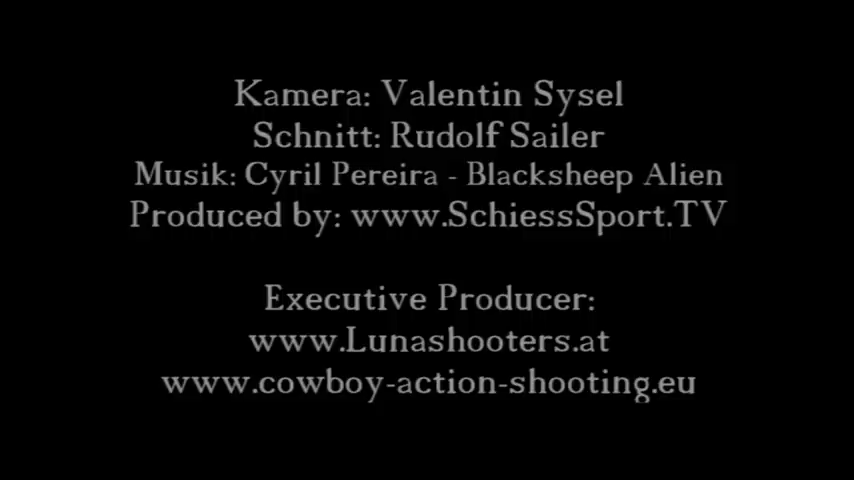 Kamera: Valentin Sysel
Schnitt: Rudolf Sailer
Musik: Cyril Pereira - Blacksheep Alien
Produced by: www.SchiessSport.TV
Executive Producer:
www.Lunashooters.at
www.cowboy-action-shooting.eu